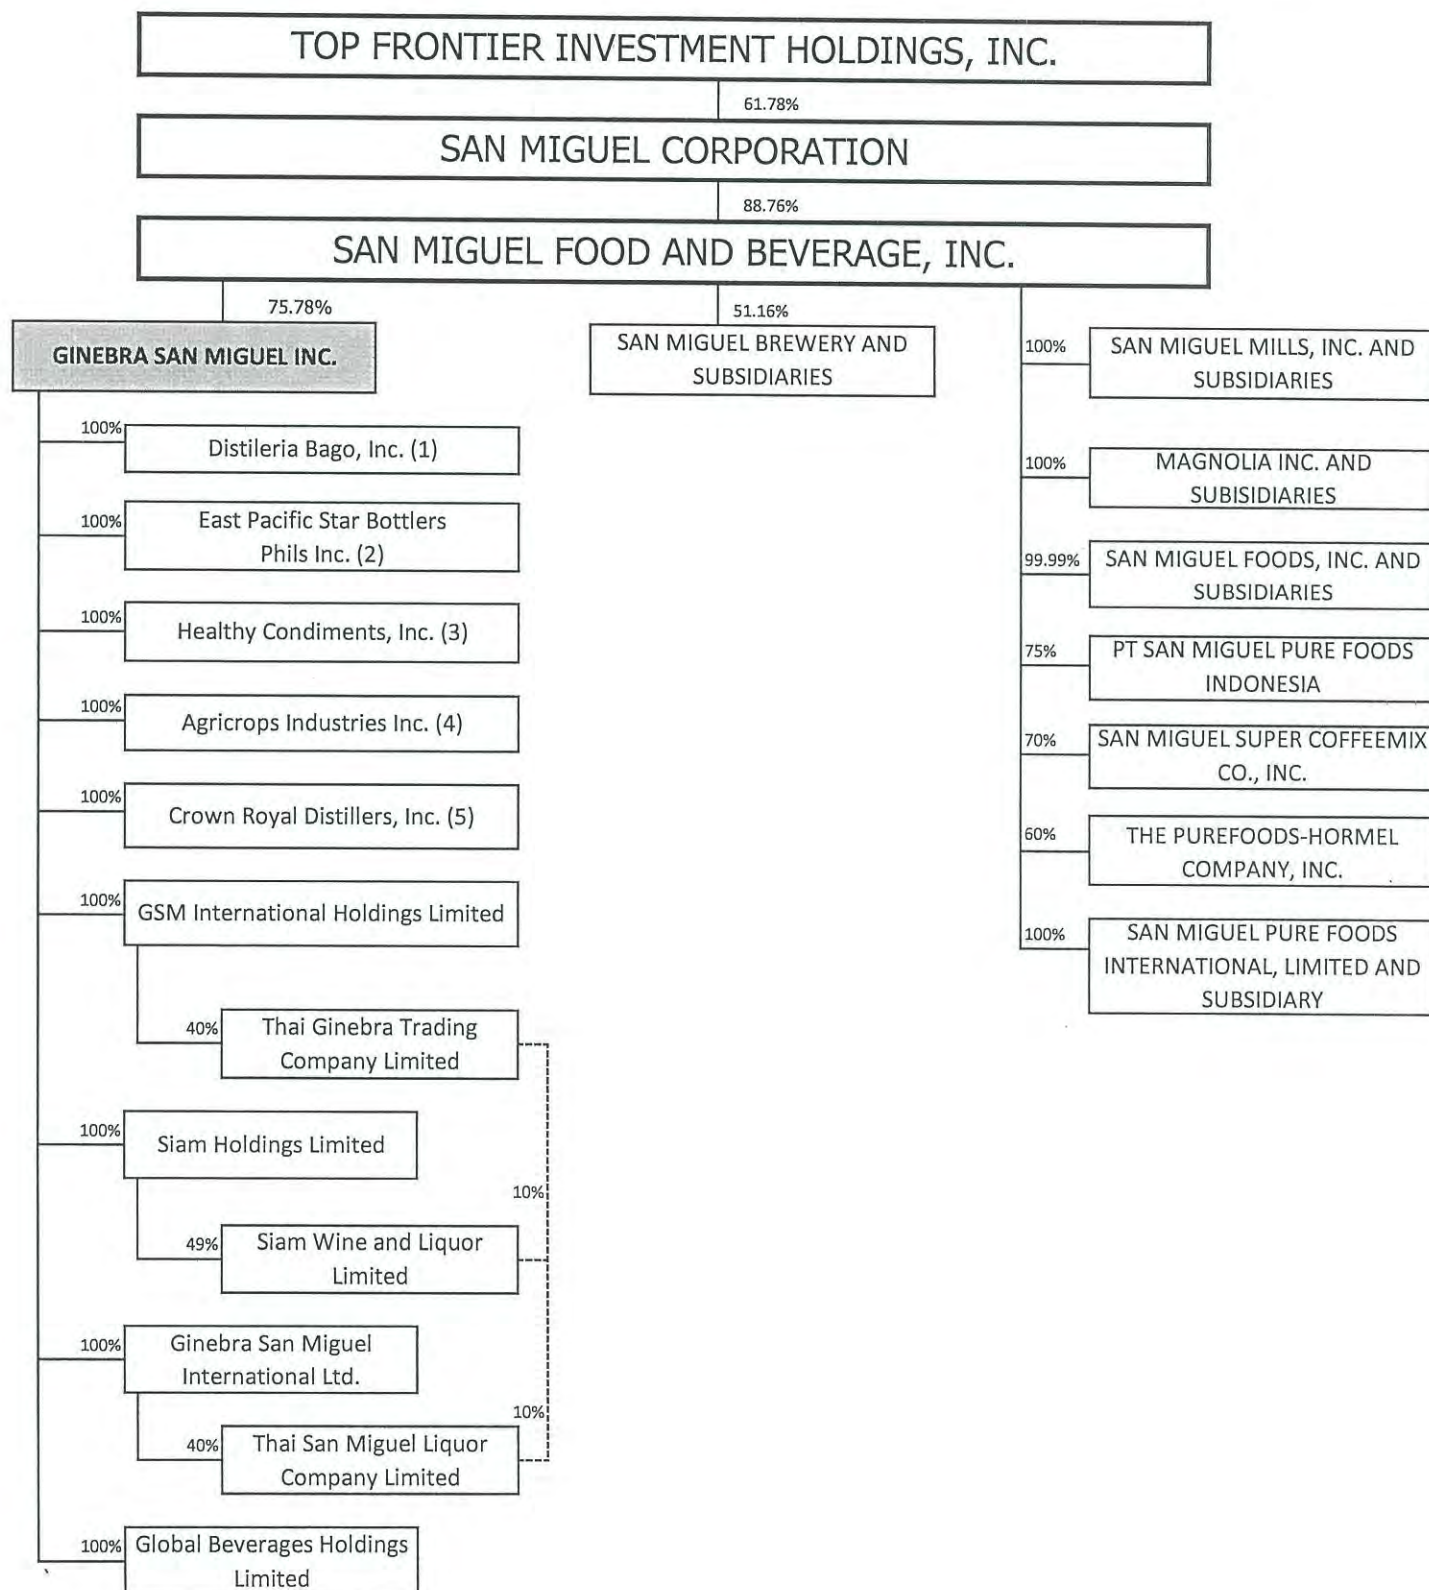 TOP FRONTIER INVESTMENT HOLDINGS, INC.
61.78%
SAN MIGUEL CORPORATION
88.76%
SAN MIGUEL FOOD AND BEVERAGE, INC.
75.78%
GINEBRA SAN MIGUEL INC.
100%
Distileria Bago, Inc. (1)
100%
East Pacific Star Bottlers
Phils Inc. (2)
100%
Healthy Condiments, Inc. (3)
100%
Agricrops Industries Inc. (4)
100%
Crown Royal Distillers, Inc. (5)
100%
GSM International Holdings Limited
40%
Thai Ginebra Trading
Company Limited
100%
Siam Holdings Limited
10%
49%
Siam Wine and Liquor
Limited
100%
Ginebra San Miguel
International Ltd.
10%
40%
Thai San Miguel Liquor
Company Limited
100%
Global Beverages Holdings
Limited
51.16%
SAN MIGUEL BREWERY AND
SUBSIDIARIES
100%
SAN MIGUEL MILLS, INC. AND
SUBSIDIARIES
100%
MAGNOLIA INC. AND
SUBISIDIARIES
99.99%
SAN MIGUEL FOODS, INC. AND
SUBSIDIARIES
75%
PT SAN MIGUEL PURE FOODS
INDONESIA
70%
SAN MIGUEL SUPER COFFEEMIX
CO., INC.
60%
THE PUREFOODS-HORMEL
COMPANY, INC.
100%
SAN MIGUEL PURE FOODS
INTERNATIONAL, LIMITED AND
SUBSIDIARY